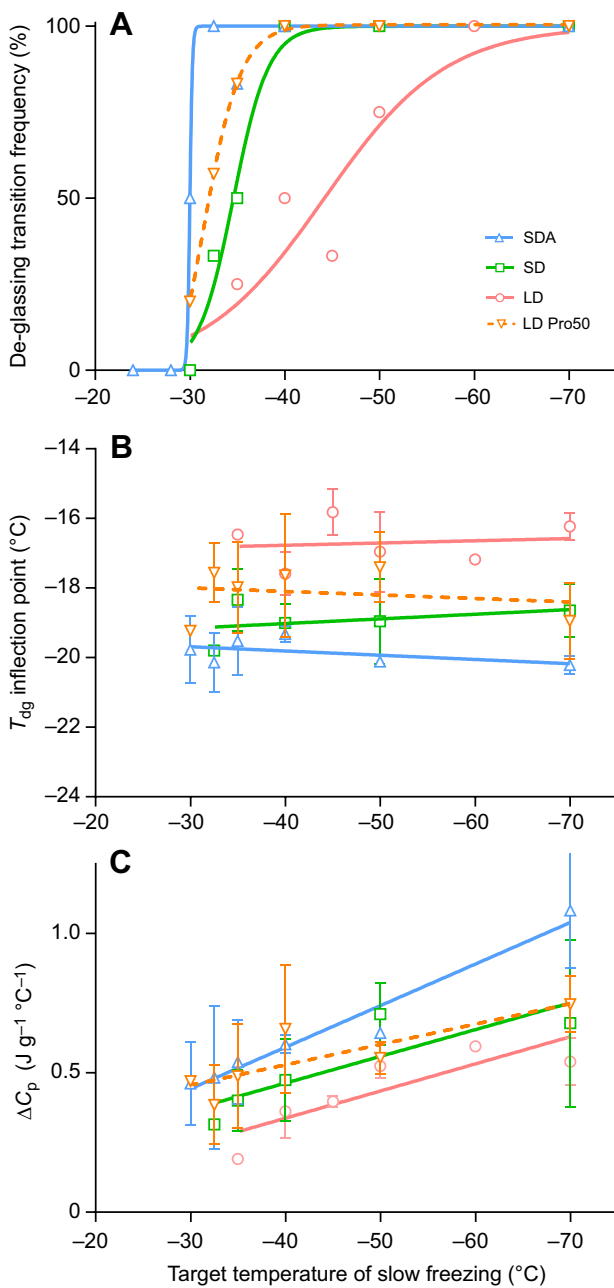 A
De-glassing transition frequency (%)
100
50
0
–20
–30
–40
–50
–60
–70
SDA
SD
LD
LD Pro50
B
T_dg inflection point (°C)
–14
–16
–18
–20
–22
–24
–20
–30
–40
–50
–60
–70
C
ΔC_p (J g⁻¹ °C⁻¹)
1.0
0.5
0
–20
–30
–40
–50
–60
–70
Target temperature of slow freezing (°C)